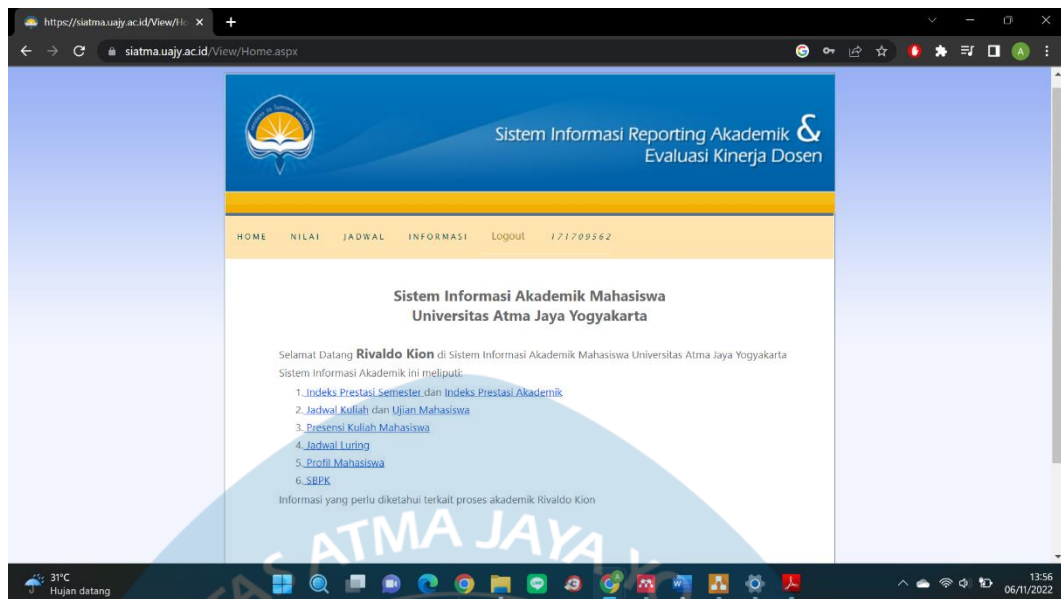 https://siatma.uajy.ac.id/View/Ho
siatma.uajy.ac.id/View/Home.aspx
A
Sistem Informasi Reporting Akademik &
Evaluasi Kinerja Dosen
HOME NILAI JADWAL INFORMASI Logout 171709562
Sistem Informasi Akademik Mahasiswa
Universitas Atma Jaya Yogyakarta
Selamat Datang Rivaldo Kion di Sistem Informasi Akademik Mahasiswa Universitas Atma Jaya Yogyakarta
Sistem Informasi Akademik ini meliputi:
1. Indeks Prestasi Semester dan Indeks Prestasi Akademik
2. Jadwal Kuliah dan Ujian Mahasiswa
3. Presensi Kuliah Mahasiswa
4. Jadwal Luring
5. Profil Mahasiswa
6. SBPK
Informasi yang perlu diketahui terkait proses akademik Rivaldo Kion
AS ATMA JAYA
31°C
Hujan datang
13:56
06/11/2022